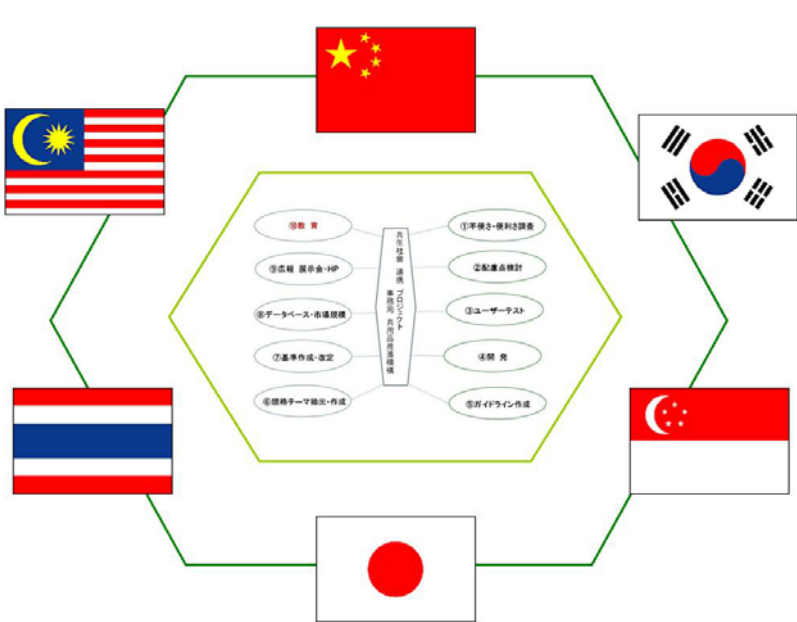 共生社会 連携 プロジェクト
事務局 共用品推進機構
①不便さ・便利さ調査
②配慮点検討
③ユーザーテスト
④開 発
⑤ガイドライン作成
⑥規格テーマ抽出・作成
⑦基準作成・改定
⑧データベース・市場規模
⑨広報 展示会・HP
⑩教 育